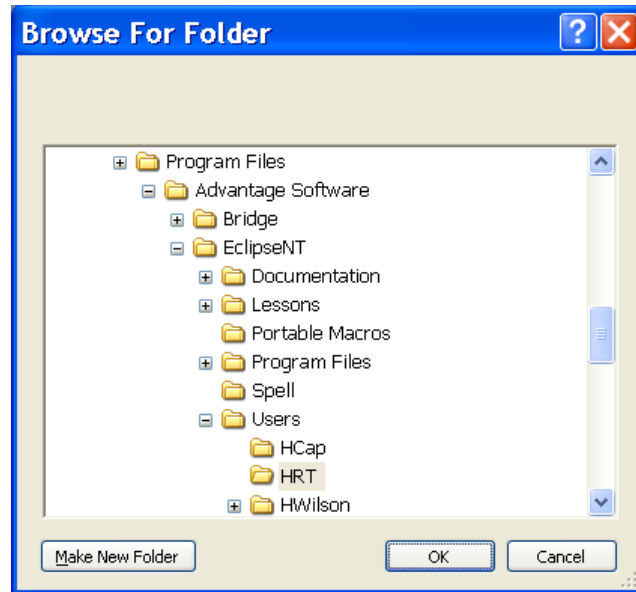 Browse For Folder
Program Files
Advantage Software
Bridge
EclipseNT
Documentation
Lessons
Portable Macros
Program Files
Spell
Users
HCap
HRT
HWilson
Make New Folder
OK
Cancel